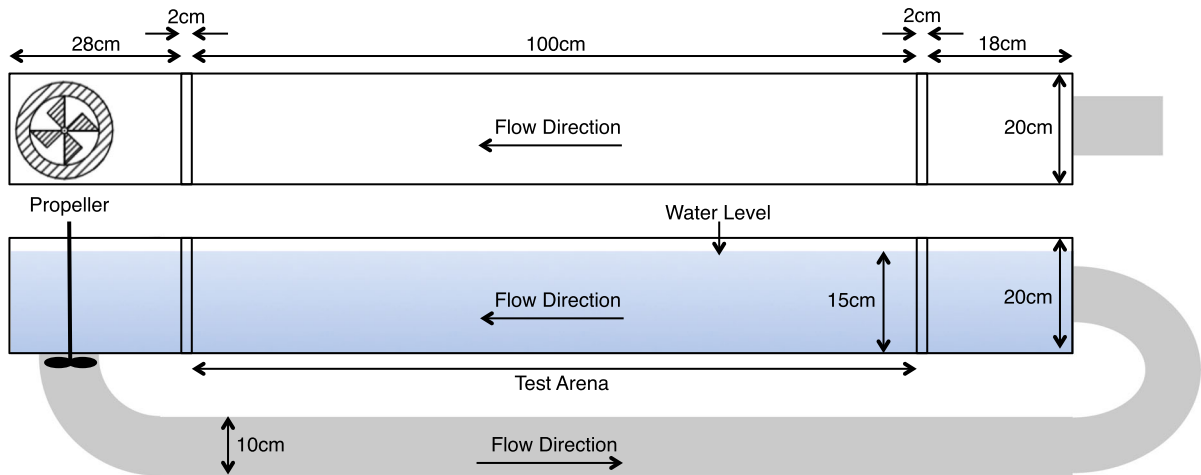 2cm
2cm
28cm
100cm
18cm
Flow Direction
20cm
Propeller
Water Level
Flow Direction
15cm
20cm
Test Arena
10cm
Flow Direction